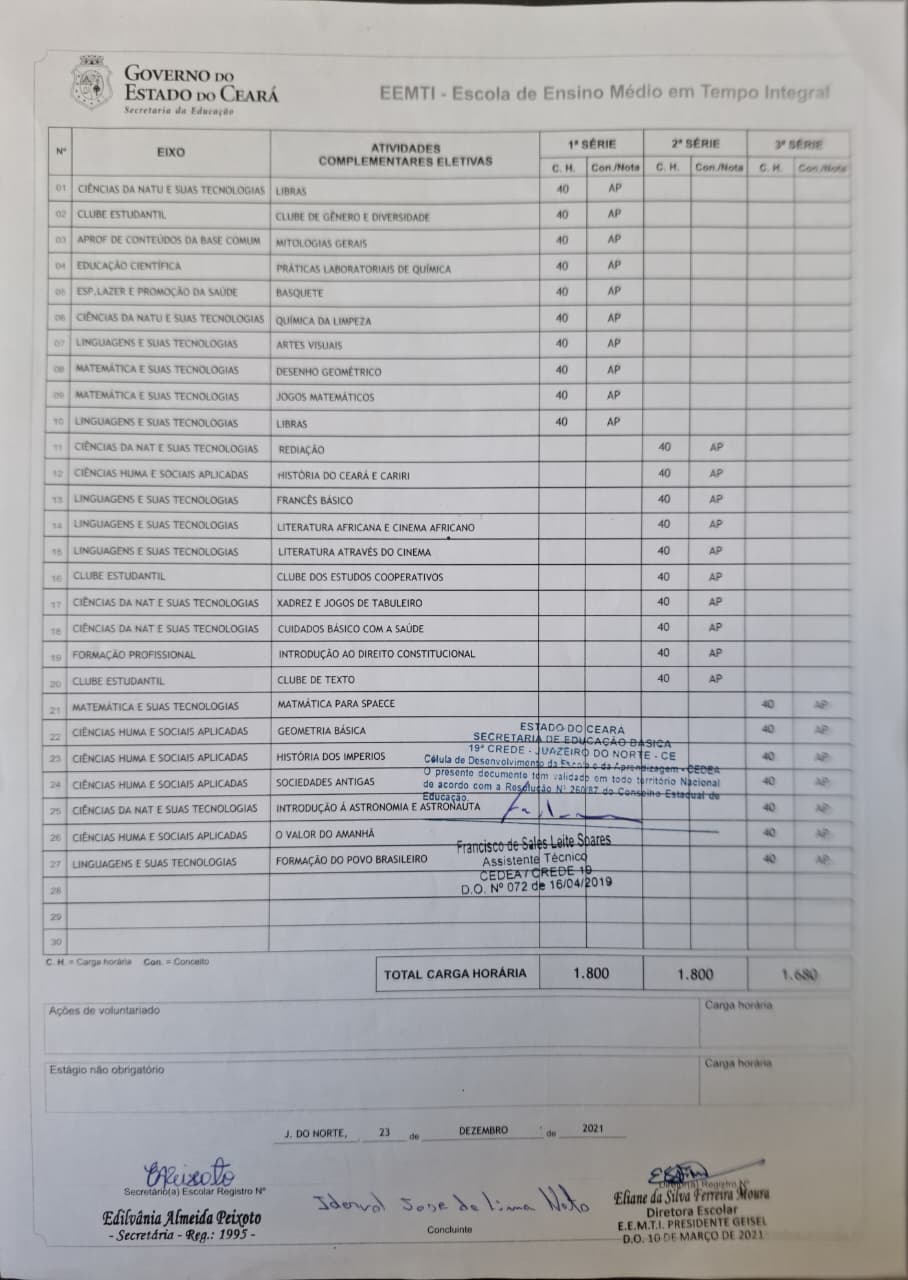 GOVERNO DO
ESTADO DO CEARÁ
Secretaria da Educação
EEMTI - Escola de Ensino Médio em Tempo Integral
Nº EIXO ATIVIDADES COMPLEMENTARES ELETIVAS 1ª SÉRIE 2ª SÉRIE 3ª SÉRIE
C. H. Con./Nota C. H. Con./Nota C. H. Con./Nota
01 CIÊNCIAS DA NATU E SUAS TECNOLOGIAS LIBRAS 40 AP
02 CLUBE ESTUDANTIL CLUBE DE GÊNERO E DIVERSIDADE 40 AP
03 APROF DE CONTEÚDOS DA BASE COMUM MITOLOGIAS GERAIS 40 AP
04 EDUCAÇÃO CIENTÍFICA PRÁTICAS LABORATORIAIS DE QUÍMICA 40 AP
05 ESP.LAZER E PROMOÇÃO DA SAÚDE BASQUETE 40 AP
06 CIÊNCIAS DA NATU E SUAS TECNOLOGIAS QUÍMICA DA LIMPEZA 40 AP
07 LINGUAGENS E SUAS TECNOLOGIAS ARTES VISUAIS 40 AP
08 MATEMÁTICA E SUAS TECNOLOGIAS DESENHO GEOMÉTRICO 40 AP
09 MATEMÁTICA E SUAS TECNOLOGIAS JOGOS MATEMÁTICOS 40 AP
10 LINGUAGENS E SUAS TECNOLOGIAS LIBRAS 40 AP
11 CIÊNCIAS DA NAT E SUAS TECNOLOGIAS REDIAÇÃO 40 AP
12 CIÊNCIAS HUMA E SOCIAIS APLICADAS HISTÓRIA DO CEARÁ E CARIRI 40 AP
13 LINGUAGENS E SUAS TECNOLOGIAS FRANCÊS BÁSICO 40 AP
14 LINGUAGENS E SUAS TECNOLOGIAS LITERATURA AFRICANA E CINEMA AFRICANO 40 AP
15 LINGUAGENS E SUAS TECNOLOGIAS LITERATURA ATRAVÉS DO CINEMA 40 AP
16 CLUBE ESTUDANTIL CLUBE DOS ESTUDOS COOPERATIVOS 40 AP
17 CIÊNCIAS DA NAT E SUAS TECNOLOGIAS XADREZ E JOGOS DE TABULEIRO 40 AP
18 CIÊNCIAS DA NAT E SUAS TECNOLOGIAS CUIDADOS BÁSICO COM A SAÚDE 40 AP
19 FORMAÇÃO PROFISSIONAL INTRODUÇÃO AO DIREITO CONSTITUCIONAL 40 AP
20 CLUBE ESTUDANTIL CLUBE DE TEXTO 40 AP
21 MATEMÁTICA E SUAS TECNOLOGIAS MATMÁTICA PARA SPAECE 40 AP
22 CIÊNCIAS HUMA E SOCIAIS APLICADAS GEOMETRIA BÁSICA 40 AP
23 CIÊNCIAS HUMA E SOCIAIS APLICADAS HISTÓRIA DOS IMPERIOS 40 AP
24 CIÊNCIAS HUMA E SOCIAIS APLICADAS SOCIEDADES ANTIGAS 40 AP
25 CIÊNCIAS DA NAT E SUAS TECNOLOGIAS INTRODUÇÃO Á ASTRONOMIA E ASTRONAUTA 40 AP
26 CIÊNCIAS HUMA E SOCIAIS APLICADAS O VALOR DO AMANHÃ 40 AP
27 LINGUAGENS E SUAS TECNOLOGIAS FORMAÇÃO DO POVO BRASILEIRO 40 AP
28
29
30
ESTADO DO CEARÁ
SECRETARIA DE EDUCAÇÃO BÁSICA
19ª CREDE - JUAZEIRO DO NORTE - CE
Célula de Desenvolvimento da Escola e da Aprendizagem - CEDEA
O presente documento tem validade em todo território Nacional
de acordo com a Resolução Nº 260/87 do Conselho Estadual de
Educação.
Francisco de Sales Leite Soares
Assistente Técnico
CEDEA / CREDE 19
D.O. Nº 072 de 16/04/2019
C. H. = Carga horária Con. = Conceito
TOTAL CARGA HORÁRIA 1.800 1.800 1.680
Ações de voluntariado Carga horária
Estágio não obrigatório Carga horária
J. DO NORTE, 23 de DEZEMBRO de 2021
EPeixoto
Secretário(a) Escolar Registro Nº
Edilvânia Almeida Peixoto
- Secretária - Reg.: 1995 -
Iderval Jose de Lima Neto
Concluinte
Diretor(a) Registro Nº
Eliane da Silva Ferreira Moura
Diretora Escolar
E.E.M.T.I. PRESIDENTE GEISEL
D.O. 10 DE MARÇO DE 2021